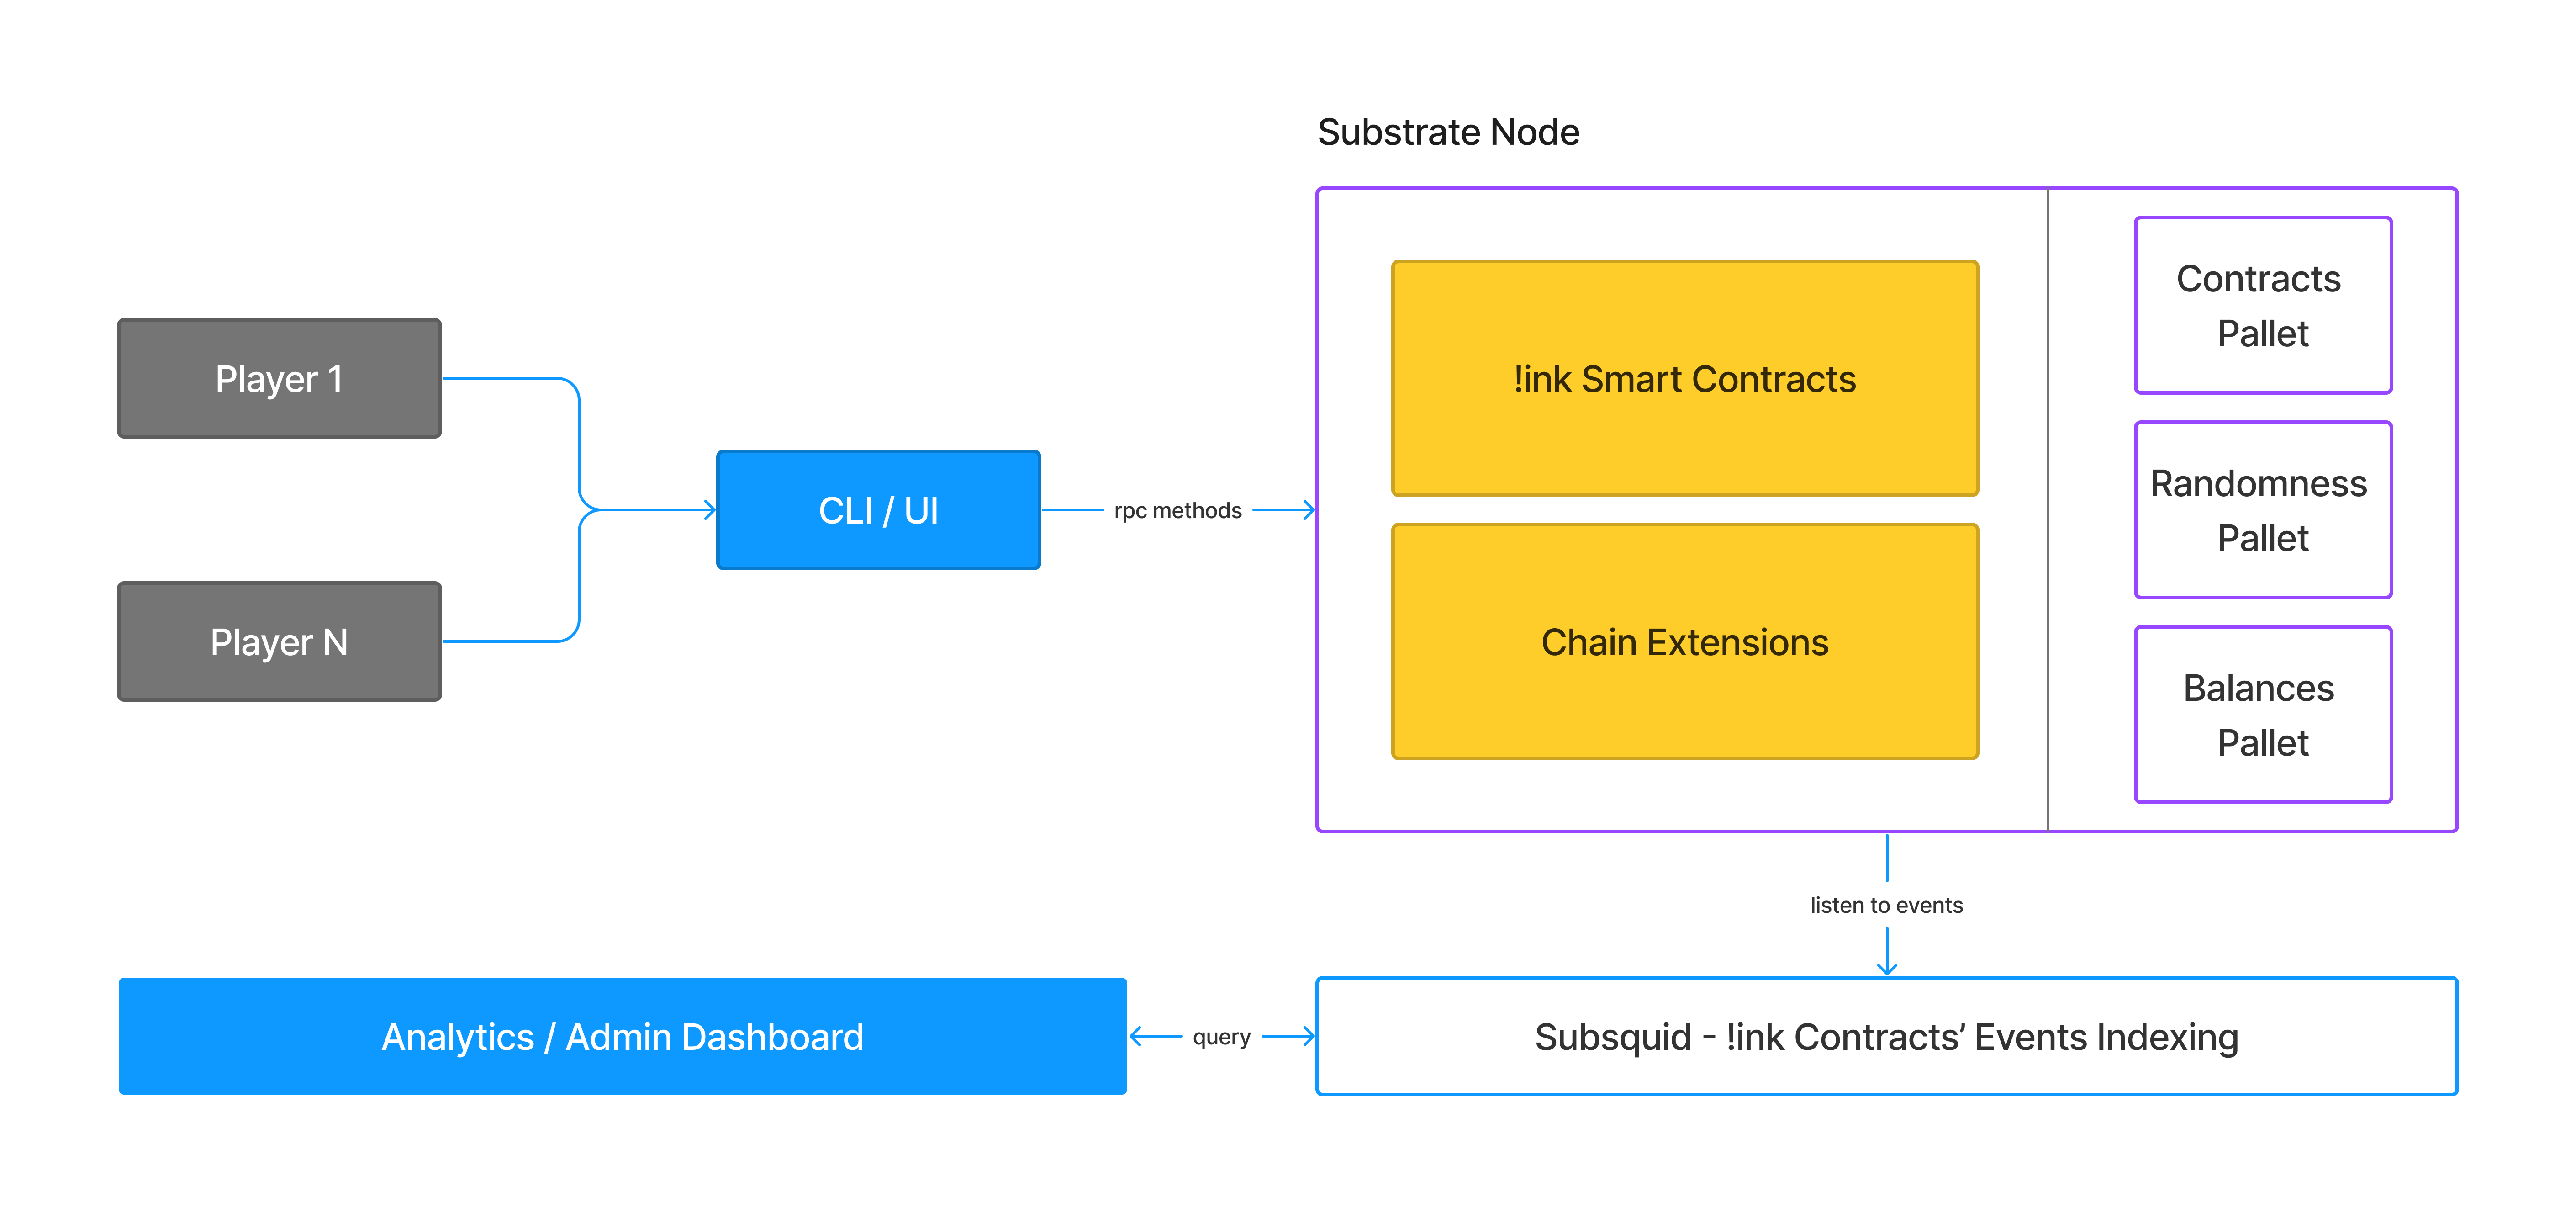 Substrate Node
Player 1
Player N
CLI / UI
rpc methods
!ink Smart Contracts
Chain Extensions
Contracts
Pallet
Randomness
Pallet
Balances
Pallet
listen to events
Analytics / Admin Dashboard
query
Subsquid - !ink Contracts’ Events Indexing